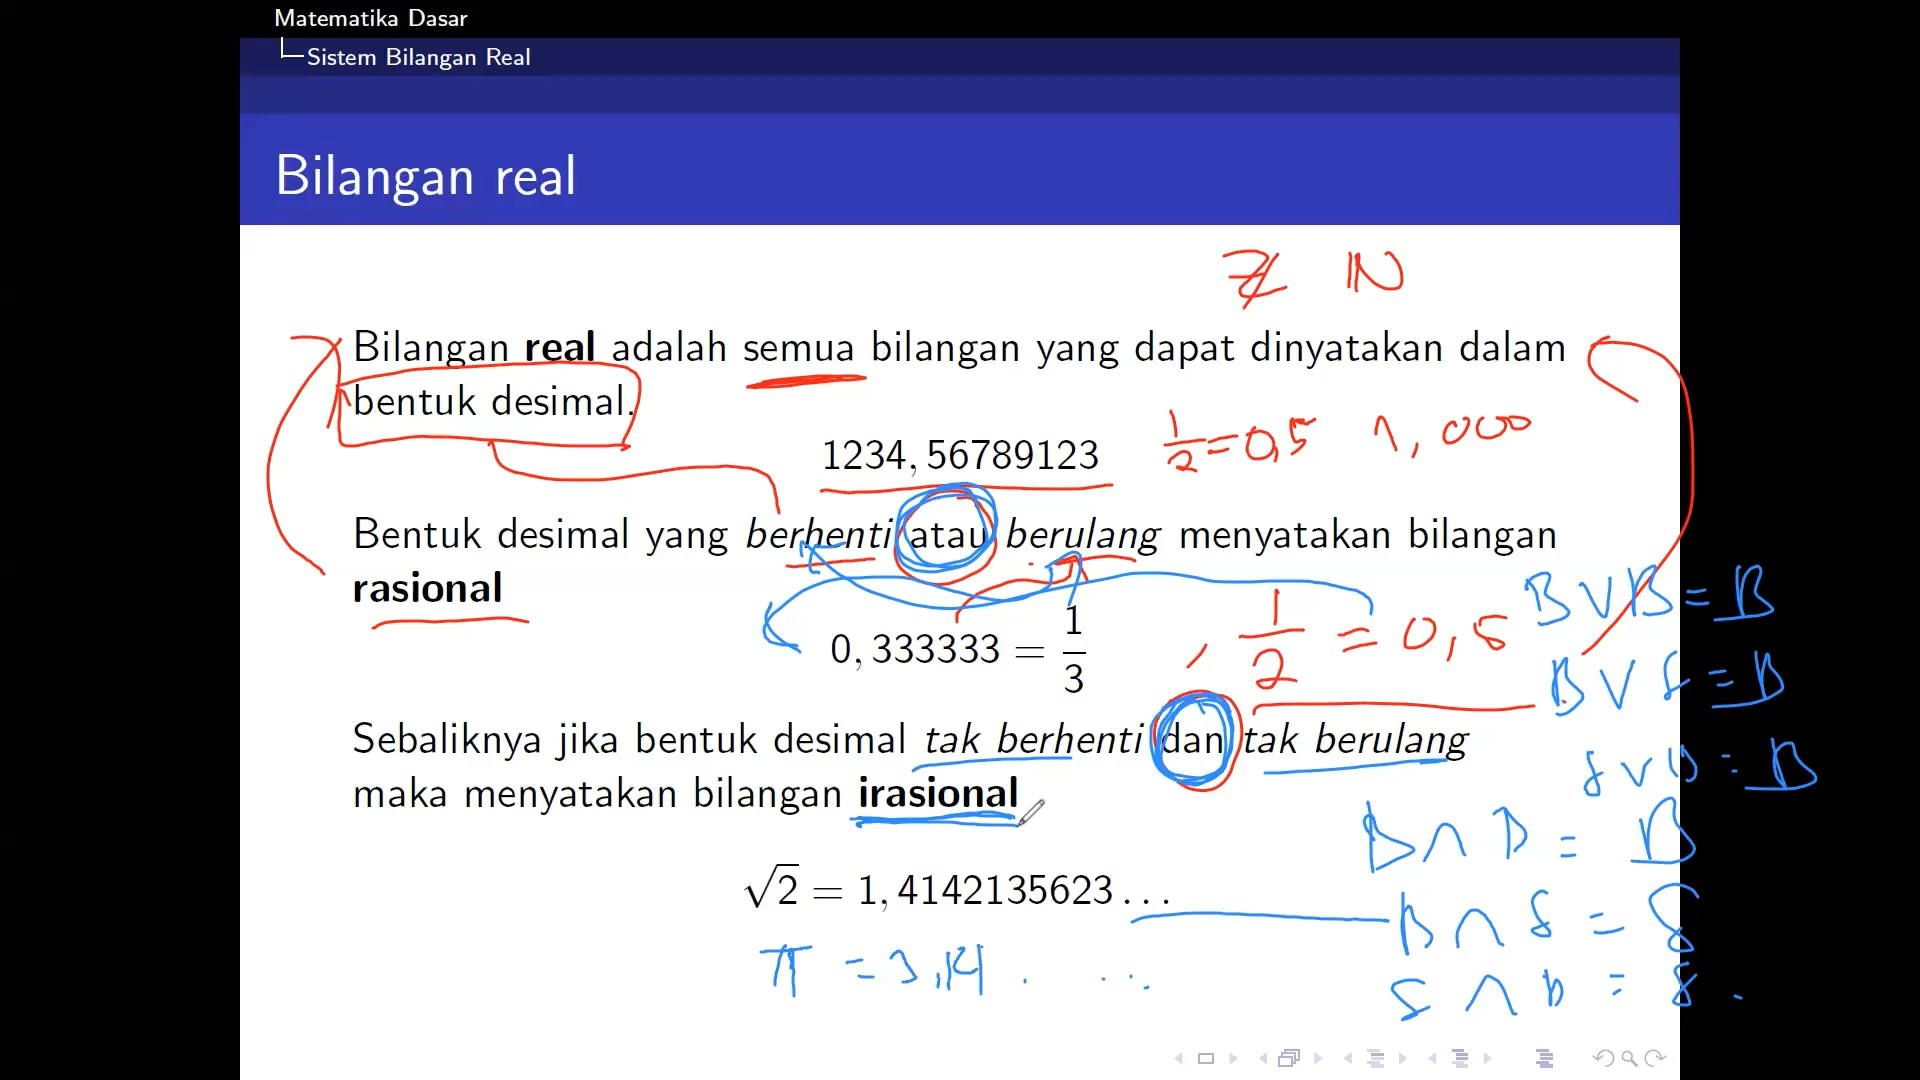 Matematika Dasar
Sistem Bilangan Real
Bilangan real
ℤ ℕ
Bilangan real adalah semua bilangan yang dapat dinyatakan dalam
bentuk desimal.
1234, 56789123
1/2 = 0,5 1,000
Bentuk desimal yang berhenti atau berulang menyatakan bilangan
rasional
0, 333333 = 1/3 , 1/2 = 0,5
B ∨ B = B
B ∨ S = B
S ∨ B = B
Sebaliknya jika bentuk desimal tak berhenti dan tak berulang
maka menyatakan bilangan irasional
B ∩ B = B
√2 = 1, 4142135623 . . .
B ∩ S = S
π = 3,14 . . . .
S ∩ B = S .